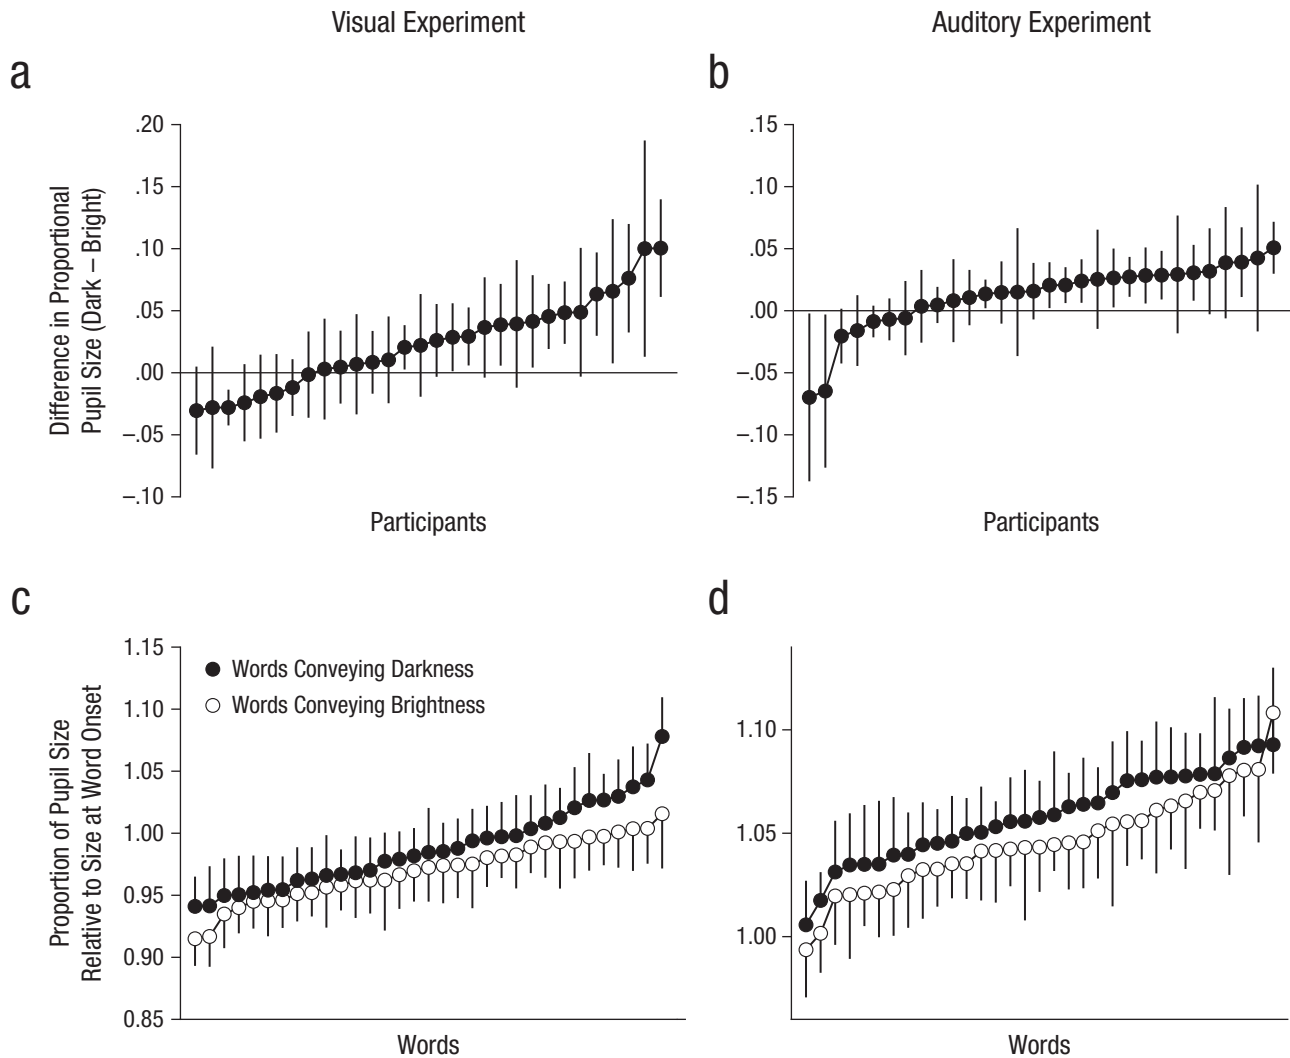 Visual Experiment
Auditory Experiment
a
b
Difference in Proportional
Pupil Size (Dark – Bright)
.20
.15
.10
.05
.00
–.05
–.10
Participants
.15
.10
.05
.00
–.05
–.10
–.15
Participants
c
d
Proportion of Pupil Size
Relative to Size at Word Onset
1.15
1.10
1.05
1.00
0.95
0.90
0.85
Words Conveying Darkness
Words Conveying Brightness
Words
1.10
1.05
1.00
Words